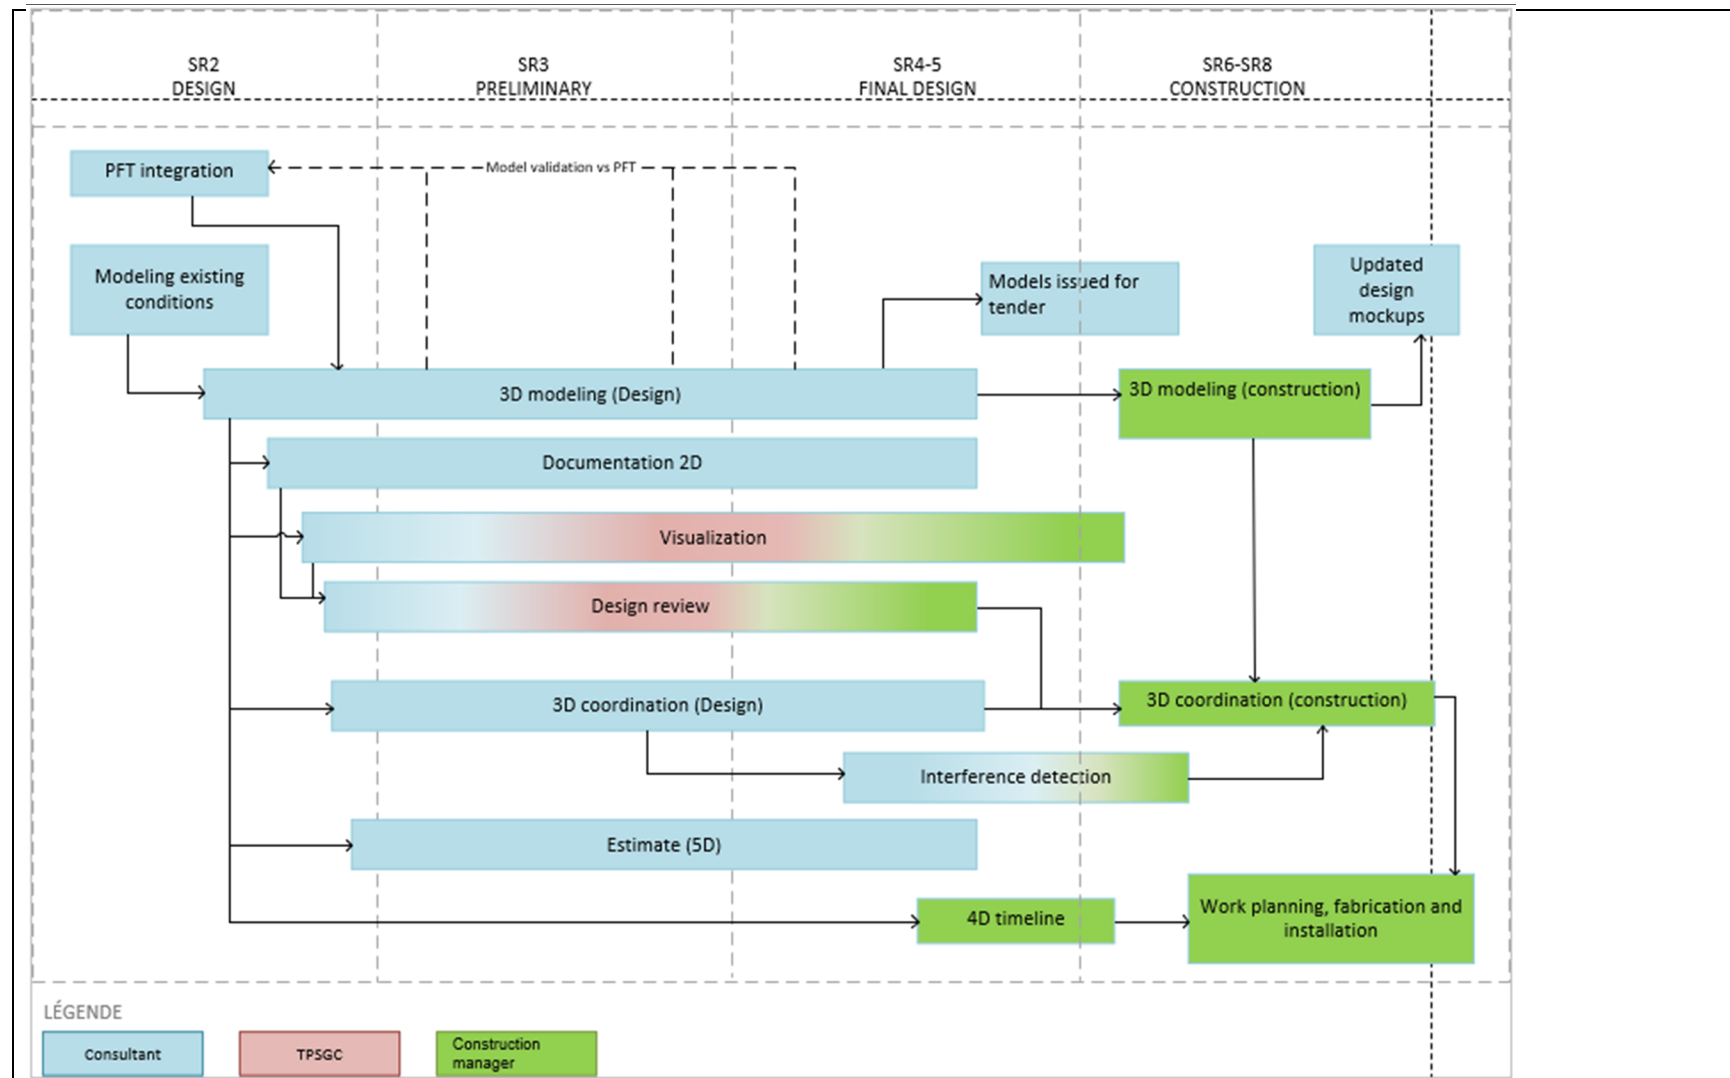 SR2
DESIGN
SR3
PRELIMINARY
SR4-5
FINAL DESIGN
SR6-SR8
CONSTRUCTION
PFT integration
Model validation vs PFT
Modeling existing
conditions
Models issued for
tender
Updated
design
mockups
3D modeling (Design)
3D modeling (construction)
Documentation 2D
Visualization
Design review
3D coordination (Design)
3D coordination (construction)
Interference detection
Estimate (5D)
4D timeline
Work planning, fabrication and
installation
LÉGENDE
Consultant
TPSGC
Construction
manager